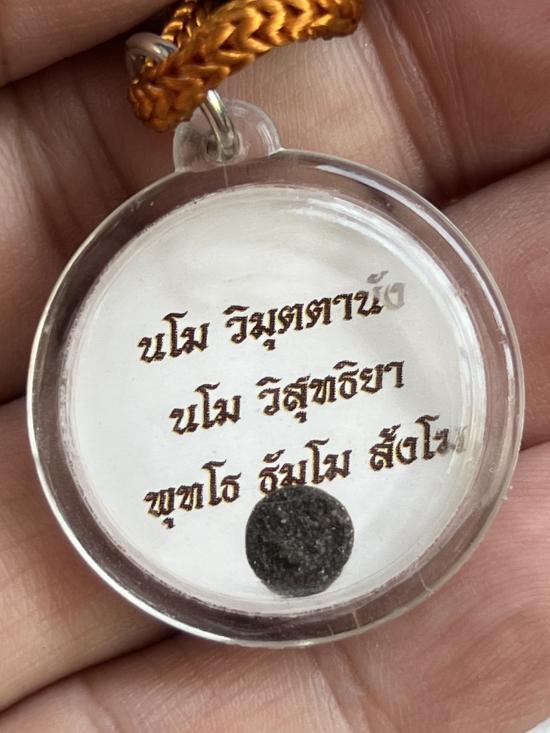 นโม วิมุตตานัง
นโม วิสุทธิยา
พุทโธ ธัมโม สังโฆ